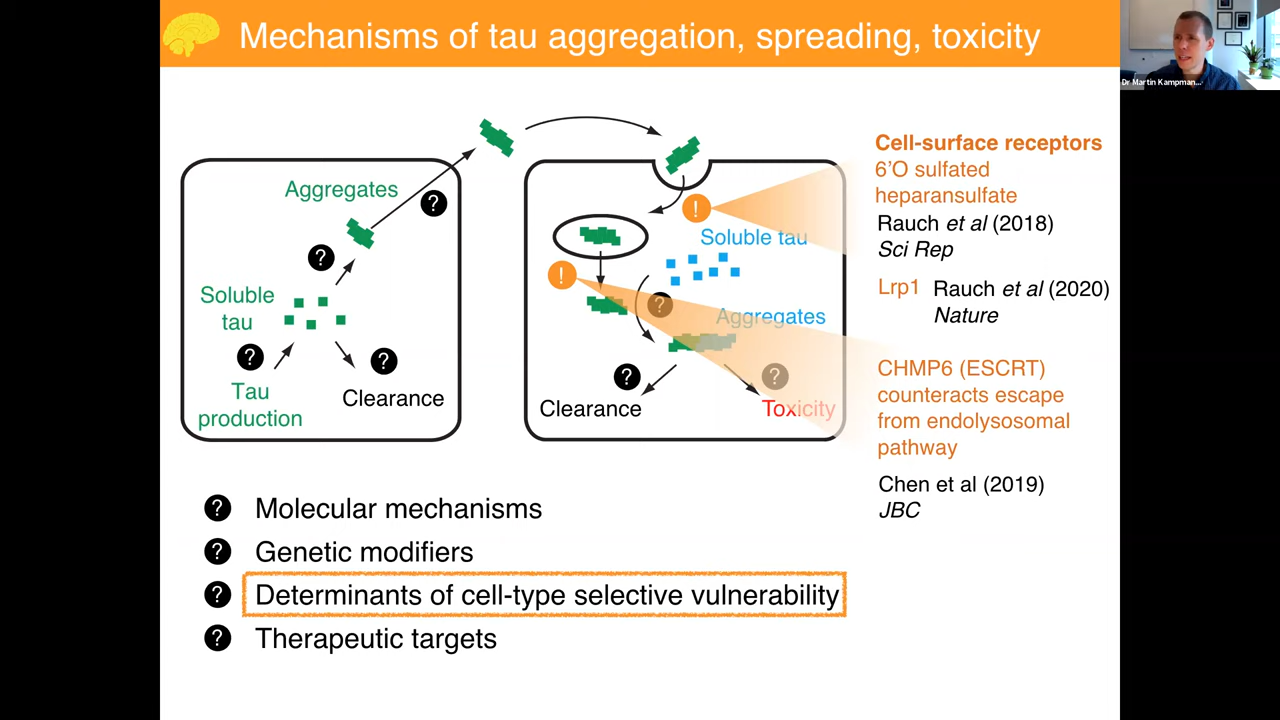 Mechanisms of tau aggregation, spreading, toxicity
Dr Martin Kampman...
Aggregates
?
?
Soluble
tau
?
Tau
production
?
Clearance
!
Soluble tau
!
?
Aggregates
?
Clearance
?
Toxicity
Cell-surface receptors
6’O sulfated
heparansulfate
Rauch et al (2018)
Sci Rep
Lrp1 Rauch et al (2020)
Nature
CHMP6 (ESCRT)
counteracts escape
from endolysosomal
pathway
Chen et al (2019)
JBC
? Molecular mechanisms
? Genetic modifiers
? Determinants of cell-type selective vulnerability
? Therapeutic targets